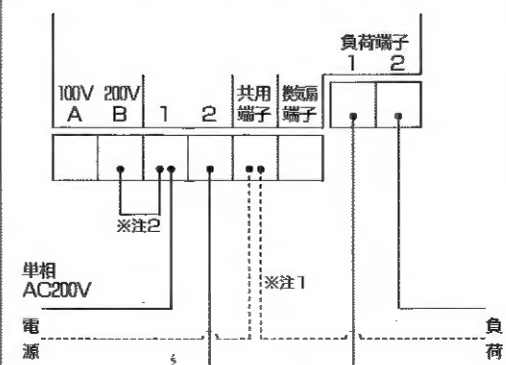 負荷端子
1 2
100V 200V 共用 換気扇
A B 1 2 端子 端子
※注2
※注1
単相
AC200V
電 負
源 荷